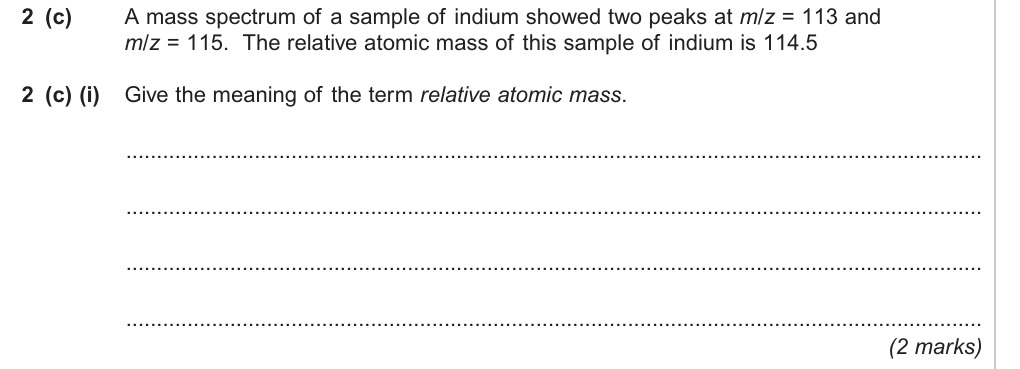 2 (c) A mass spectrum of a sample of indium showed two peaks at m/z = 113 and
m/z = 115. The relative atomic mass of this sample of indium is 114.5
2 (c) (i) Give the meaning of the term relative atomic mass.
(2 marks)